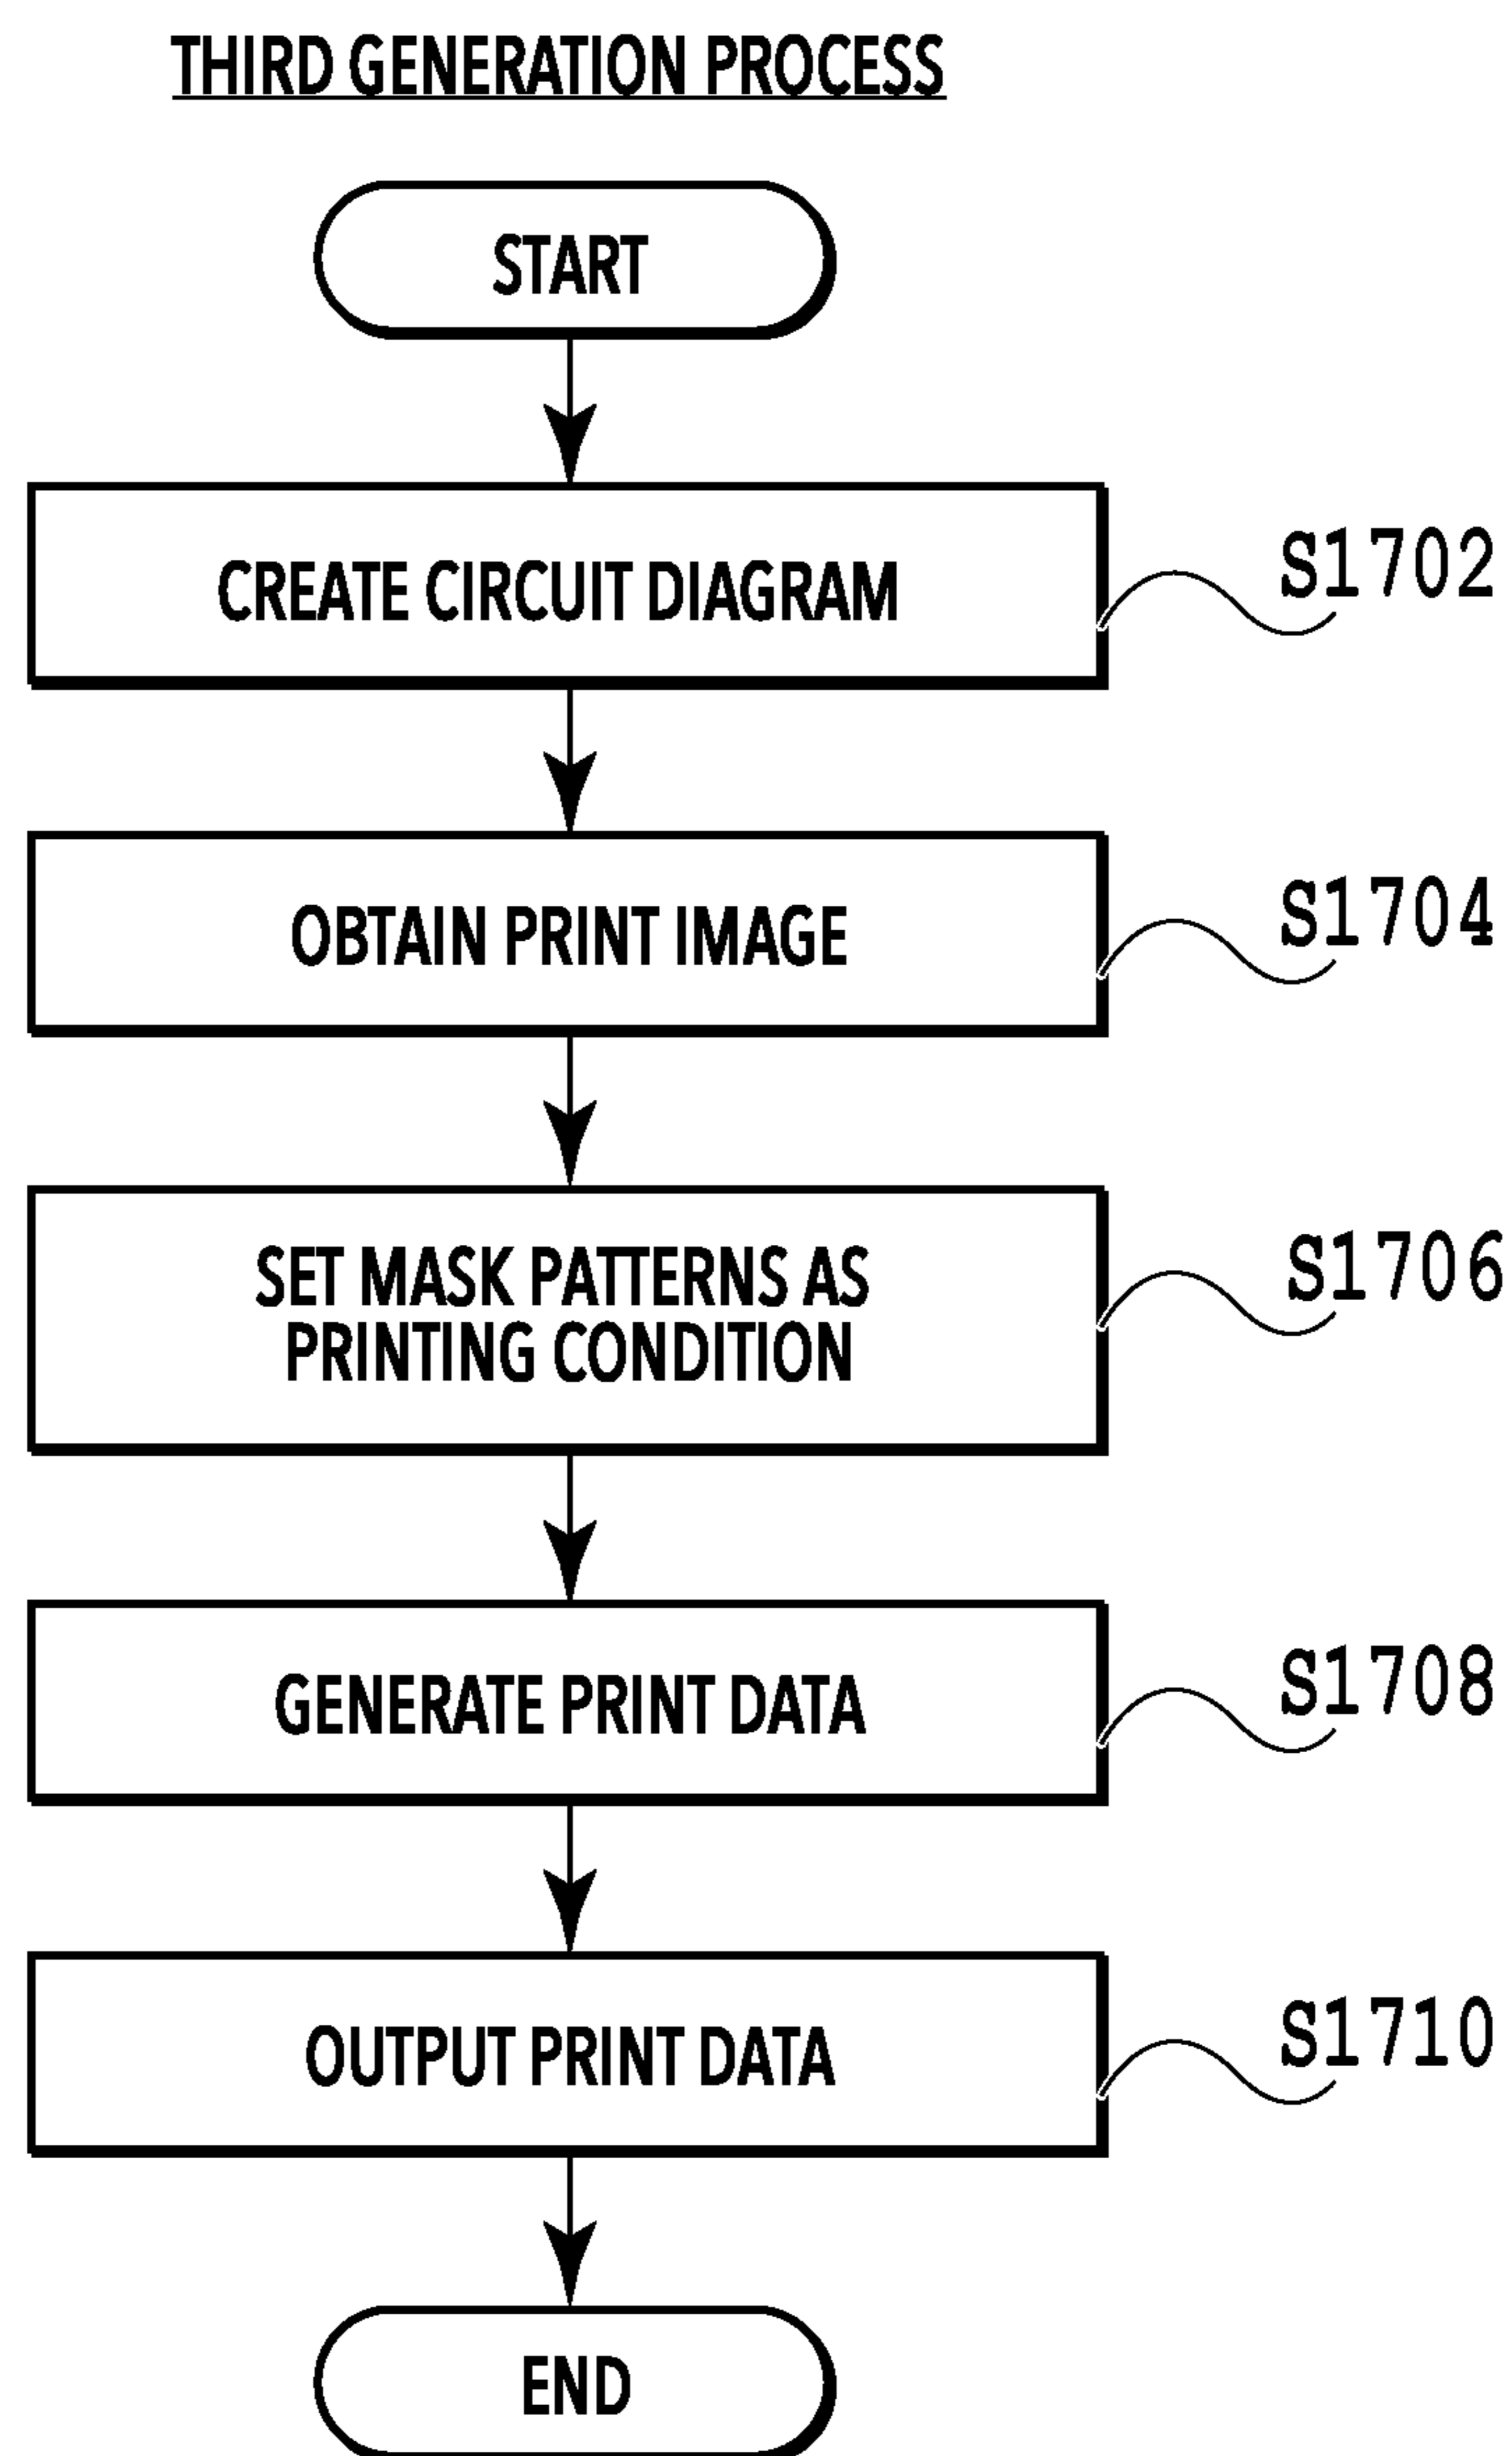 THIRD GENERATION PROCESS
START
CREATE CIRCUIT DIAGRAM
S1702
OBTAIN PRINT IMAGE
S1704
SET MASK PATTERNS AS
PRINTING CONDITION
S1706
GENERATE PRINT DATA
S1708
OUTPUT PRINT DATA
S1710
END